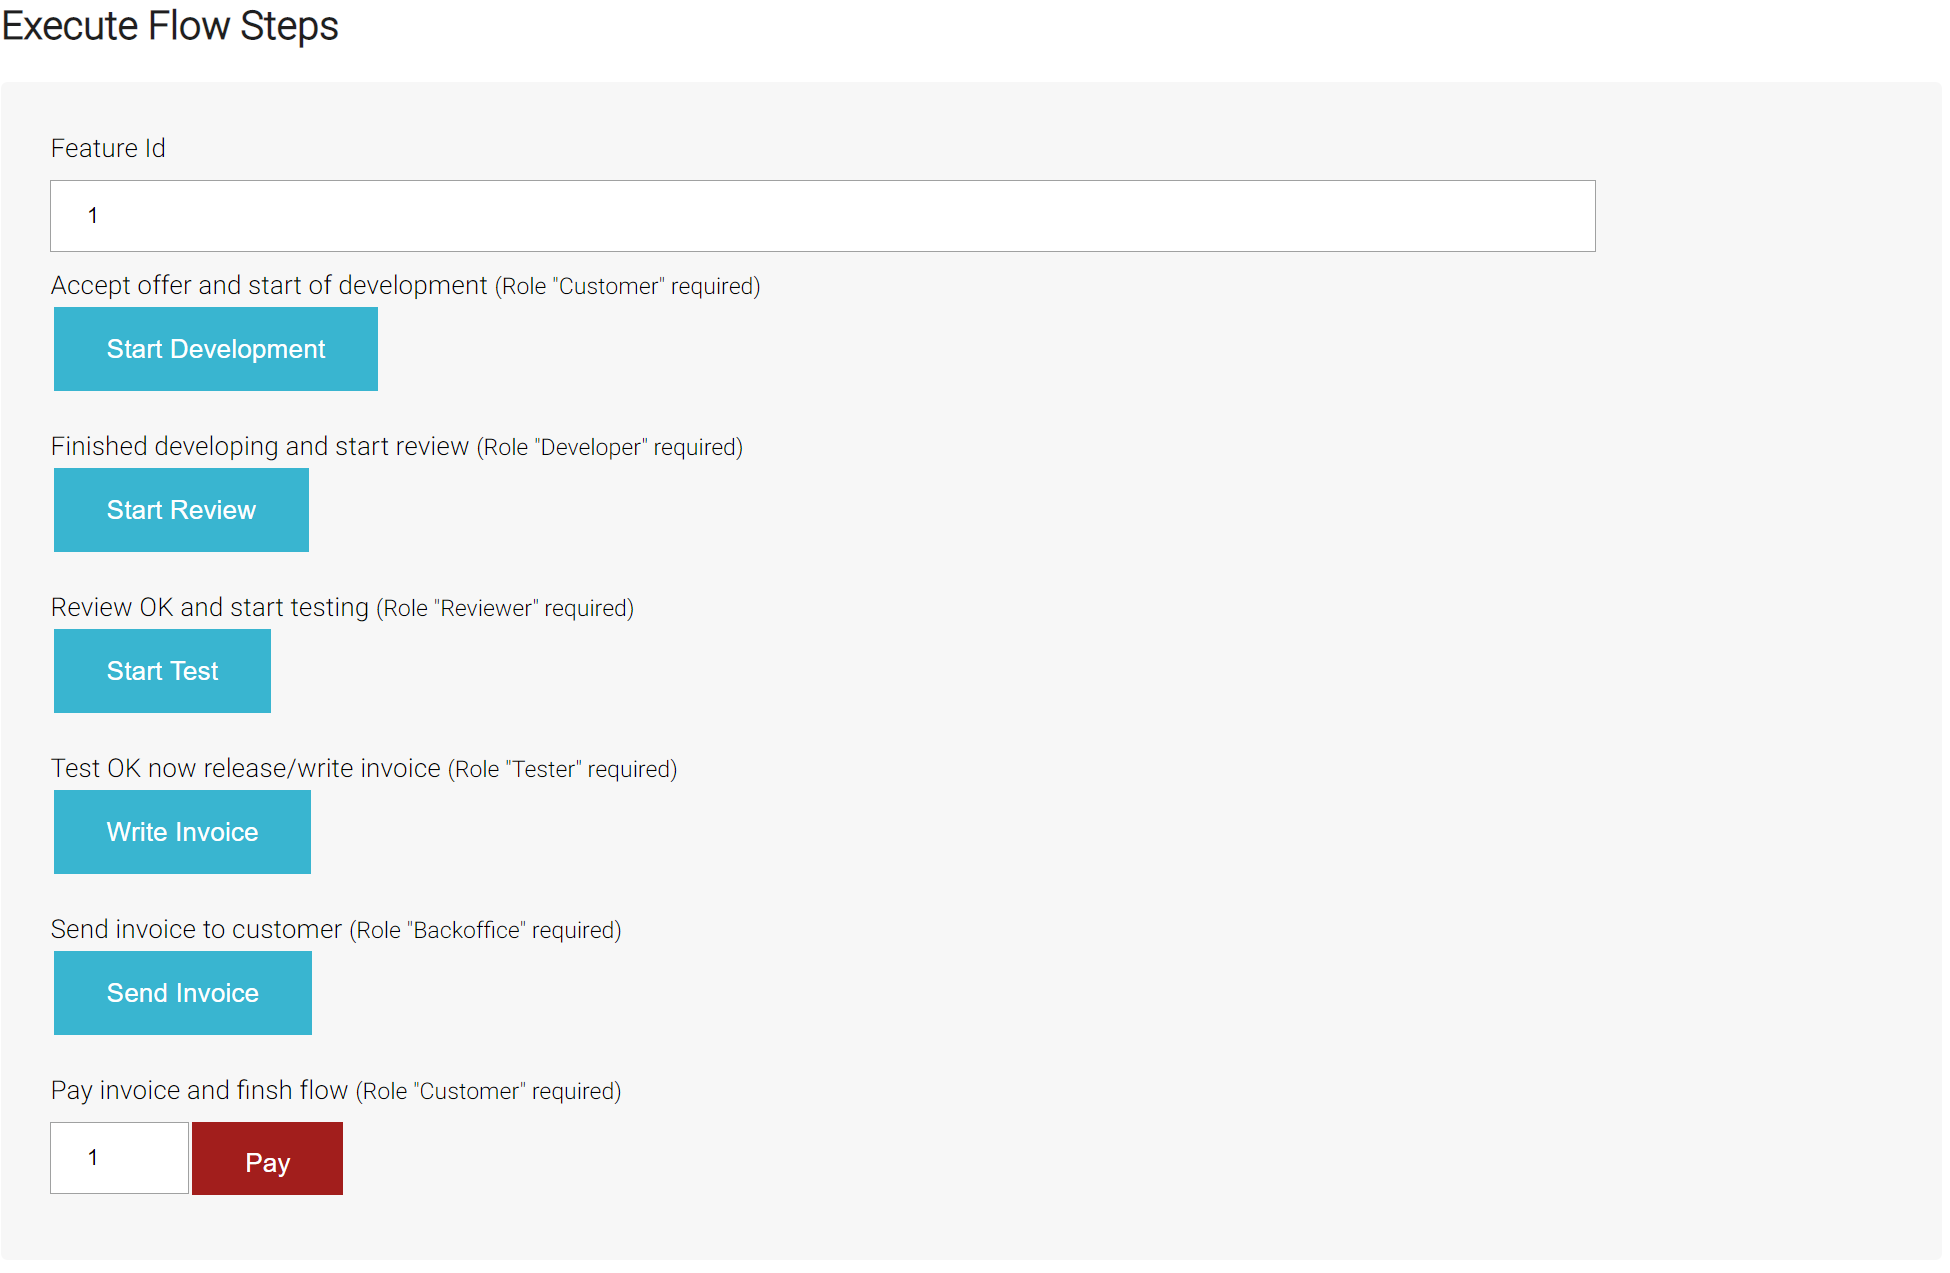 Execute Flow Steps
Feature Id
1
Accept offer and start of development (Role "Customer" required)
Start Development
Finished developing and start review (Role "Developer" required)
Start Review
Review OK and start testing (Role "Reviewer" required)
Start Test
Test OK now release/write invoice (Role "Tester" required)
Write Invoice
Send invoice to customer (Role "Backoffice" required)
Send Invoice
Pay invoice and finsh flow (Role "Customer" required)
1 Pay